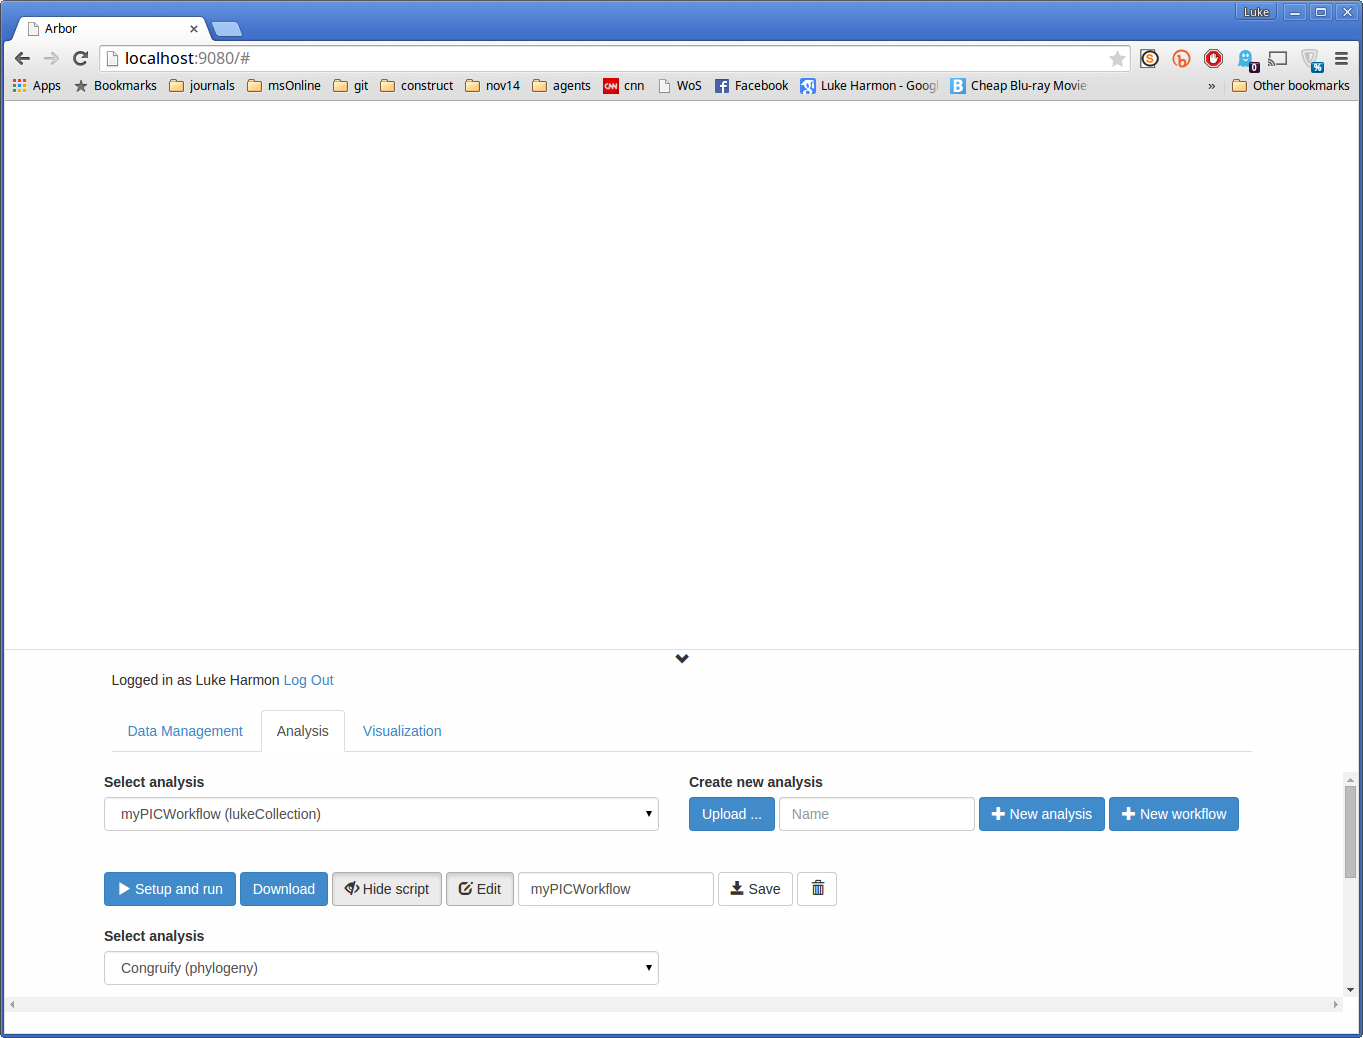 Luke
Arbor
localhost:9080/#
0
%
Apps Bookmarks journals msOnline git construct nov14 agents CNN cnn WoS Facebook Luke Harmon - Goog B Cheap Blu-ray Movie » Other bookmarks
Logged in as Luke Harmon Log Out
Data Management Analysis Visualization
Select analysis Create new analysis
myPICWorkflow (lukeCollection) Upload ... Name New analysis New workflow
Setup and run Download Hide script Edit myPICWorkflow Save
Select analysis
Congruify (phylogeny)